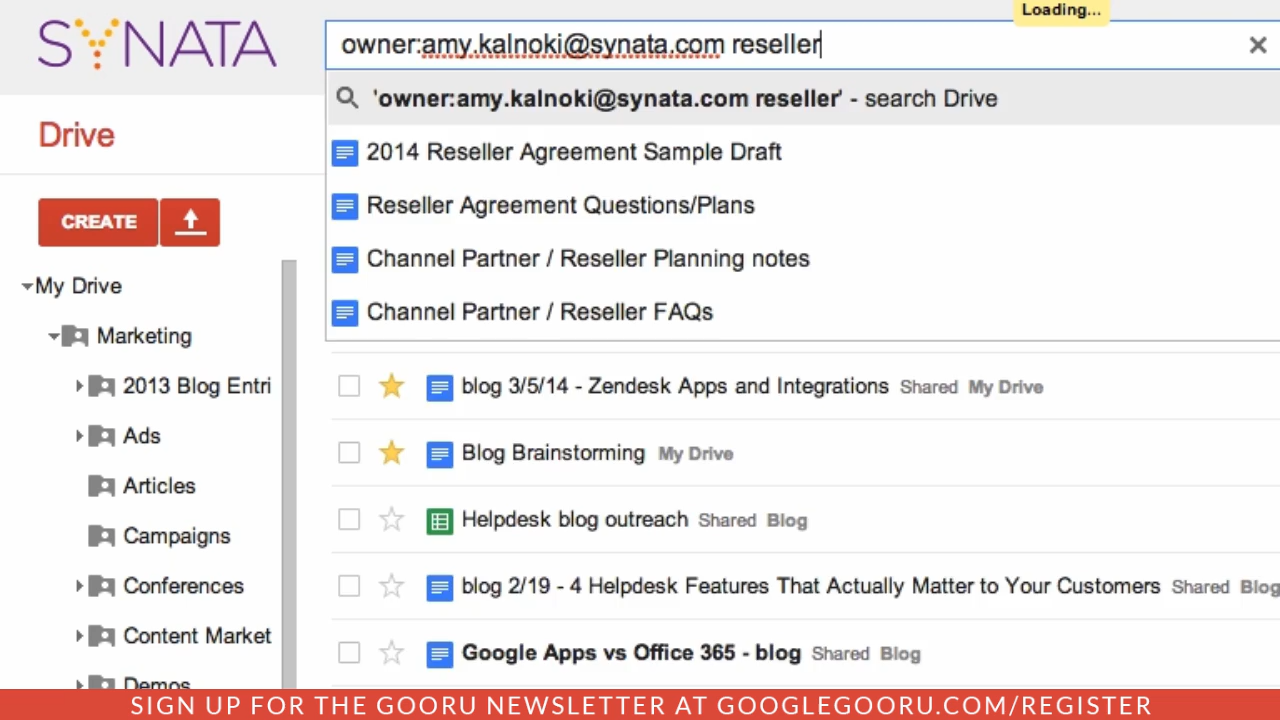 Loading...
SYNATA
owner:amy.kalnoki@synata.com reseller
'owner:amy.kalnoki@synata.com reseller' - search Drive
Drive
2014 Reseller Agreement Sample Draft
Reseller Agreement Questions/Plans
CREATE
Channel Partner / Reseller Planning notes
My Drive
Channel Partner / Reseller FAQs
Marketing
2013 Blog Entri
blog 3/5/14 - Zendesk Apps and Integrations Shared My Drive
Ads
Blog Brainstorming My Drive
Articles
Helpdesk blog outreach Shared Blog
Campaigns
Conferences
blog 2/19 - 4 Helpdesk Features That Actually Matter to Your Customers Shared Blog
Content Market
Google Apps vs Office 365 - blog Shared Blog
Demos
SIGN UP FOR THE GOORU NEWSLETTER AT GOOGLEGOORU.COM/REGISTER